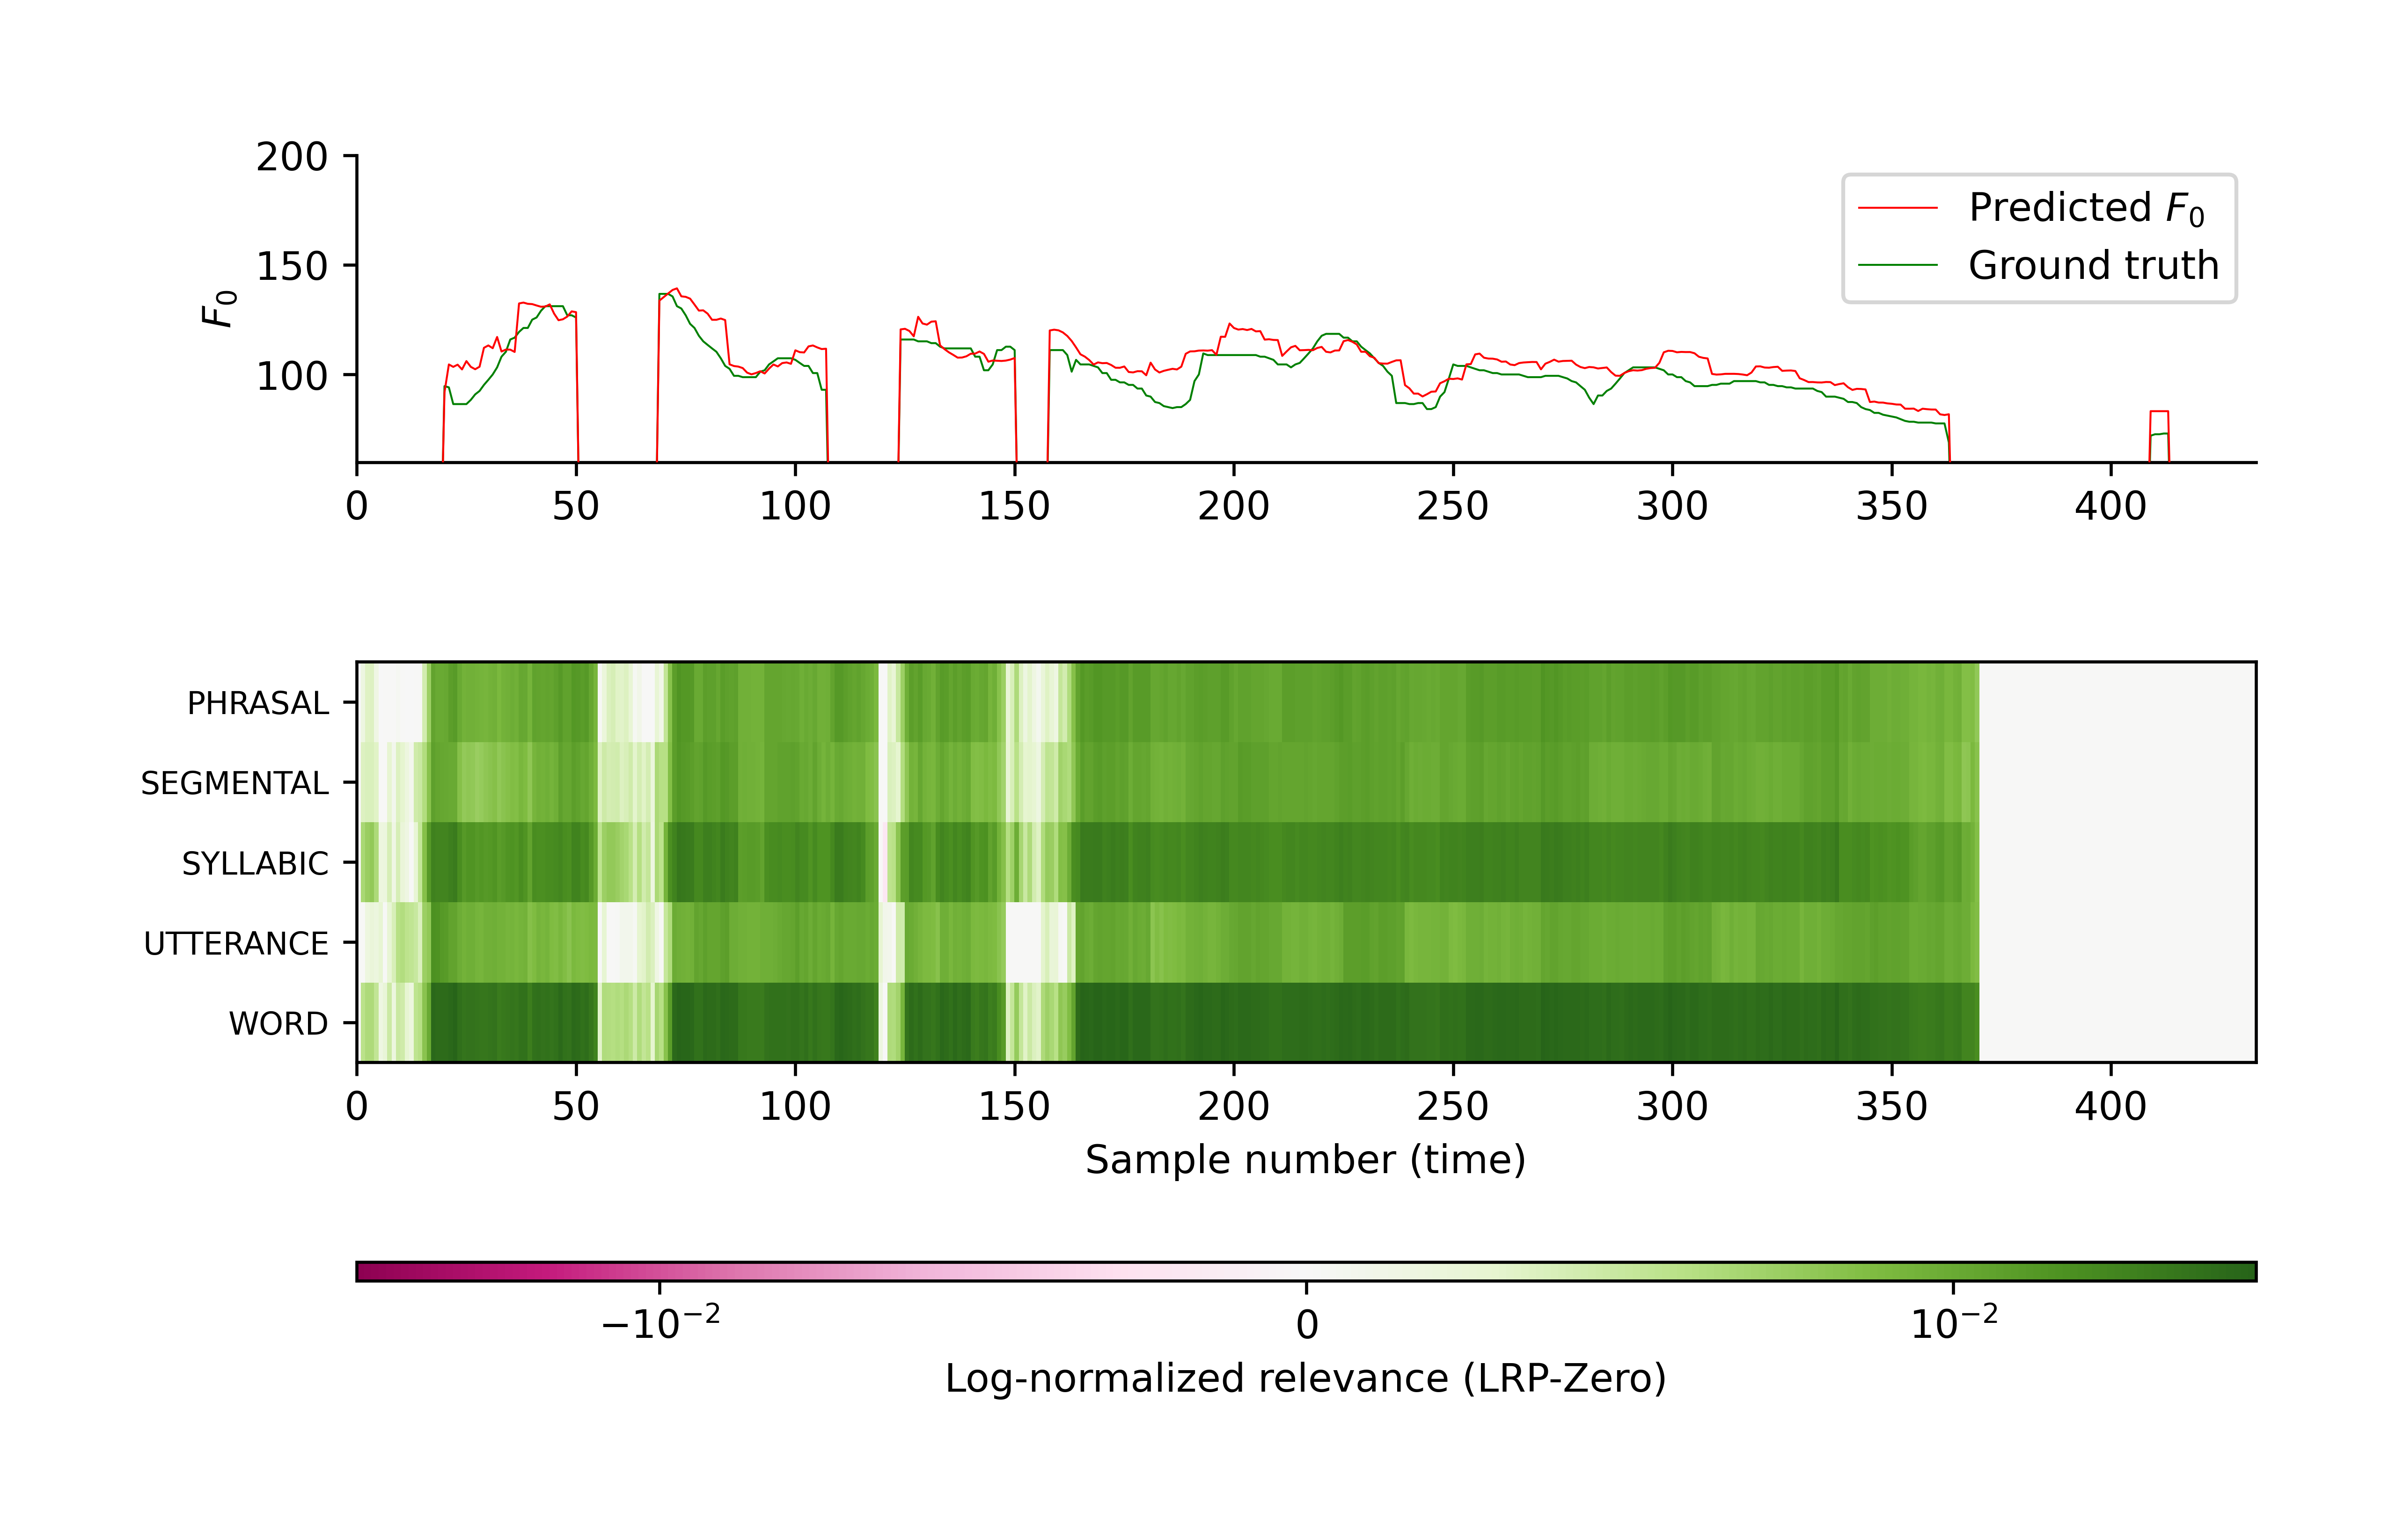 200
150
100
F₀
Predicted F₀
Ground truth
0 50 100 150 200 250 300 350 400
PHRASAL
SEGMENTAL
SYLLABIC
UTTERANCE
WORD
0 50 100 150 200 250 300 350 400
Sample number (time)
−10⁻² 0 10⁻²
Log-normalized relevance (LRP-Zero)